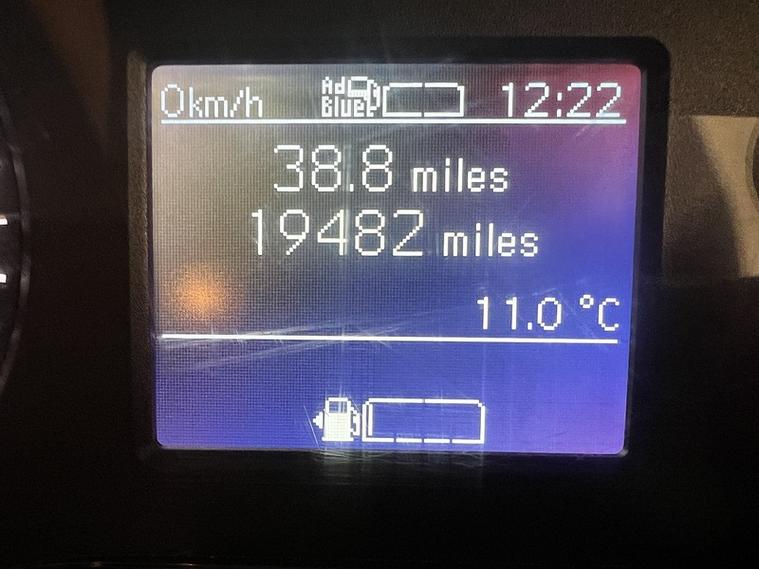 0km/h Ad Blue 12:22
38.8 miles
19482 miles
11.0 °C